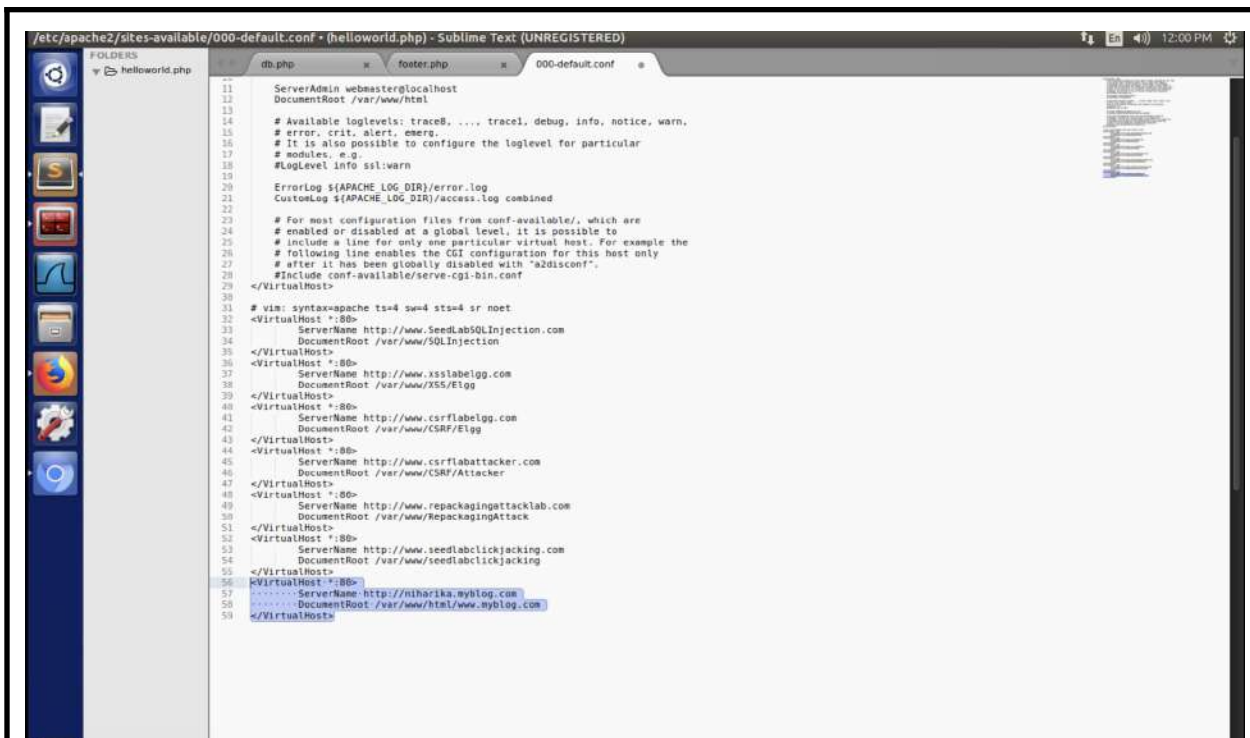 /etc/apache2/sites-available/000-default.conf • (helloworld.php) - Sublime Text (UNREGISTERED)
En
12:00 PM
FOLDERS
helloworld.php
db.php
footer.php
000-default.conf
11 ServerAdmin webmaster@localhost
12 DocumentRoot /var/www/html
13
14 # Available loglevels: trace8, ..., trace1, debug, info, notice, warn,
15 # error, crit, alert, emerg.
16 # It is also possible to configure the loglevel for particular
17 # modules, e.g.
18 #LogLevel info ssl:warn
19
20 ErrorLog ${APACHE_LOG_DIR}/error.log
21 CustomLog ${APACHE_LOG_DIR}/access.log combined
22
23 # For most configuration files from conf-available/, which are
24 # enabled or disabled at a global level, it is possible to
25 # include a line for only one particular virtual host. For example the
26 # following line enables the CGI configuration for this host only
27 # after it has been globally disabled with "a2disconf".
28 #Include conf-available/serve-cgi-bin.conf
29 </VirtualHost>
30
31 # vim: syntax=apache ts=4 sw=4 sts=4 sr noet
32 <VirtualHost *:80>
33 ServerName http://www.SeedLabSQLInjection.com
34 DocumentRoot /var/www/SQLInjection
35 </VirtualHost>
36 <VirtualHost *:80>
37 ServerName http://www.xsslabelgg.com
38 DocumentRoot /var/www/XSS/Elgg
39 </VirtualHost>
40 <VirtualHost *:80>
41 ServerName http://www.csrflabelgg.com
42 DocumentRoot /var/www/CSRF/Elgg
43 </VirtualHost>
44 <VirtualHost *:80>
45 ServerName http://www.csrflabattacker.com
46 DocumentRoot /var/www/CSRF/Attacker
47 </VirtualHost>
48 <VirtualHost *:80>
49 ServerName http://www.repackagingattacklab.com
50 DocumentRoot /var/www/RepackagingAttack
51 </VirtualHost>
52 <VirtualHost *:80>
53 ServerName http://www.seedlabclickjacking.com
54 DocumentRoot /var/www/seedlabclickjacking
55 </VirtualHost>
56 <VirtualHost *:80>
57 ServerName http://niharika.myblog.com
58 DocumentRoot /var/www/html/www.myblog.com
59 </VirtualHost>